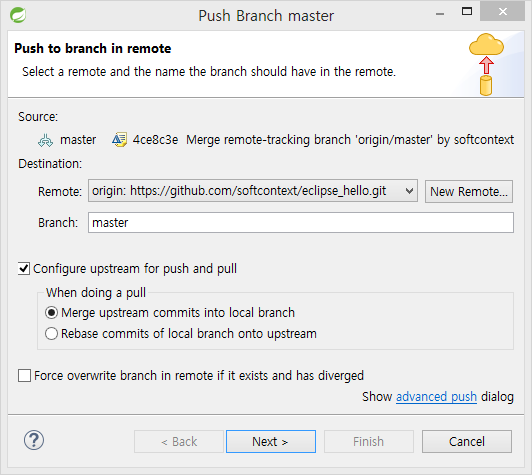 Push Branch master
Push to branch in remote
Select a remote and the name the branch should have in the remote.
Source:
master 4ce8c3e Merge remote-tracking branch 'origin/master' by softcontext
Destination:
Remote: origin: https://github.com/softcontext/eclipse_hello.git New Remote...
Branch: master
Configure upstream for push and pull
When doing a pull
Merge upstream commits into local branch
Rebase commits of local branch onto upstream
Force overwrite branch in remote if it exists and has diverged
Show advanced push dialog
? < Back Next > Finish Cancel